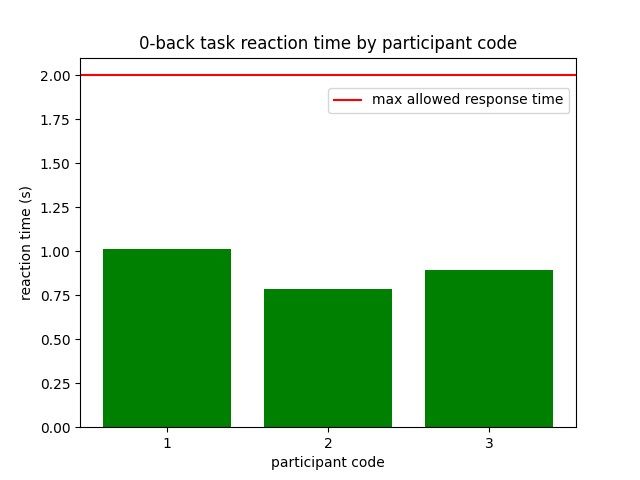 0-back task reaction time by participant code
2.00
max allowed response time
1.75
1.50
1.25
1.00
0.75
0.50
0.25
0.00
reaction time (s)
1 2 3
participant code